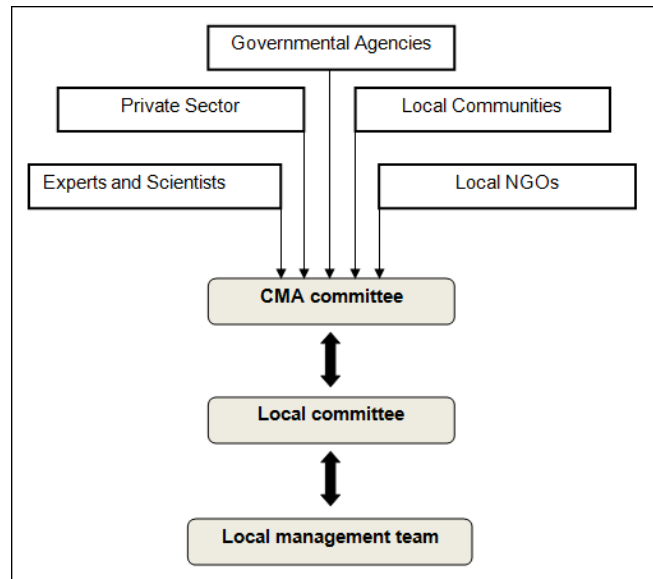 Governmental Agencies
Private Sector
Local Communities
Experts and Scientists
Local NGOs
CMA committee
Local committee
Local management team